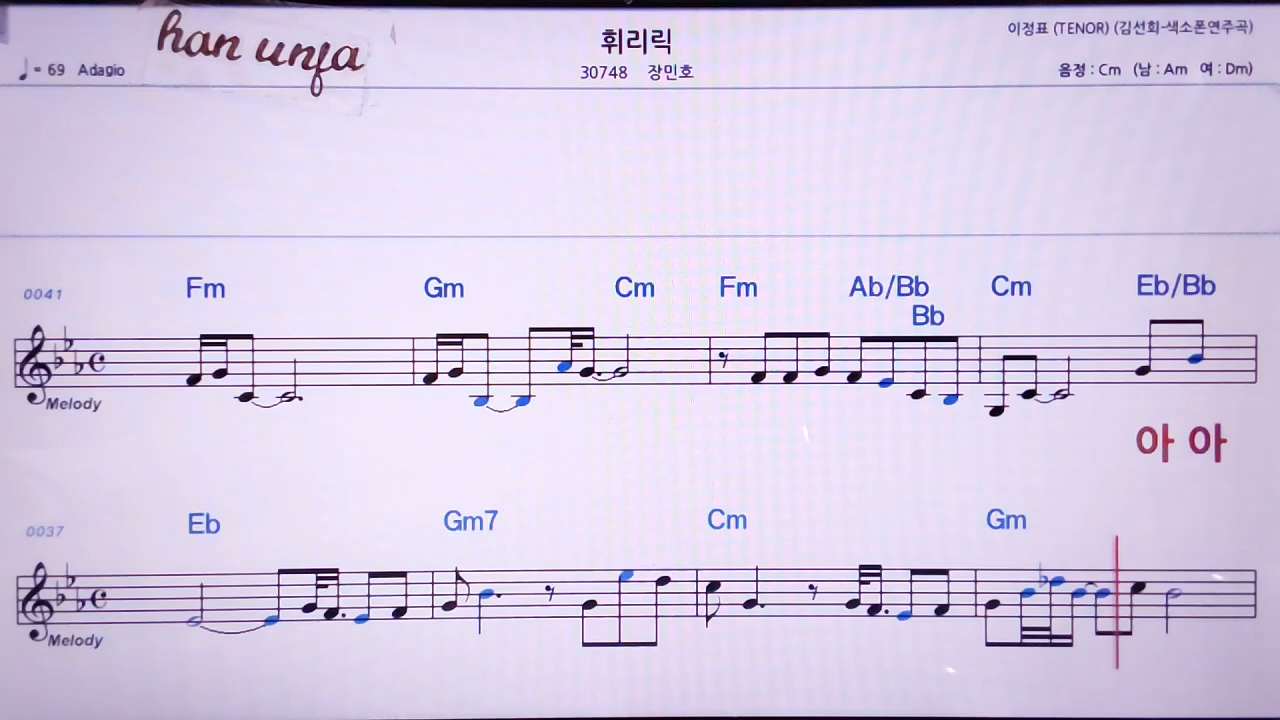 han unfa
휘리릭
이정표 (TENOR) (김선회-색소폰연주곡)
♩= 69 Adagio
30748 장민호
음정 : Cm (남 : Am 여 : Dm)
0041
Fm Gm Cm Fm Ab/Bb Cm Eb/Bb
Bb
Melody
아 아
0037
Eb Gm7 Cm Gm
Melody